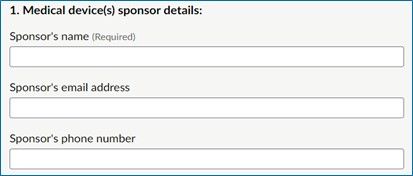 1. Medical device(s) sponsor details:
Sponsor's name (Required)
Sponsor's email address
Sponsor's phone number